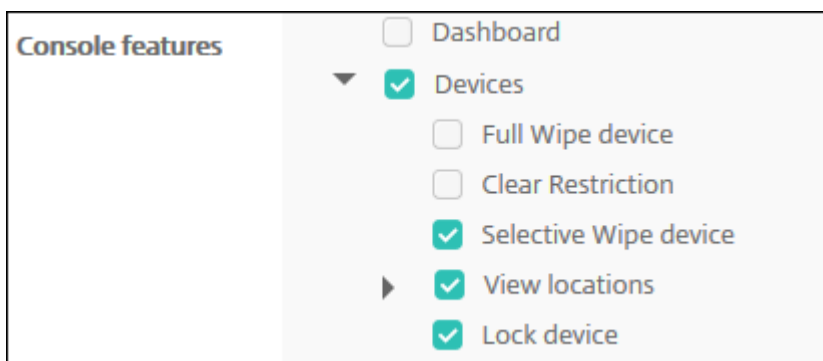 Console features
Dashboard
Devices
Full Wipe device
Clear Restriction
Selective Wipe device
View locations
Lock device